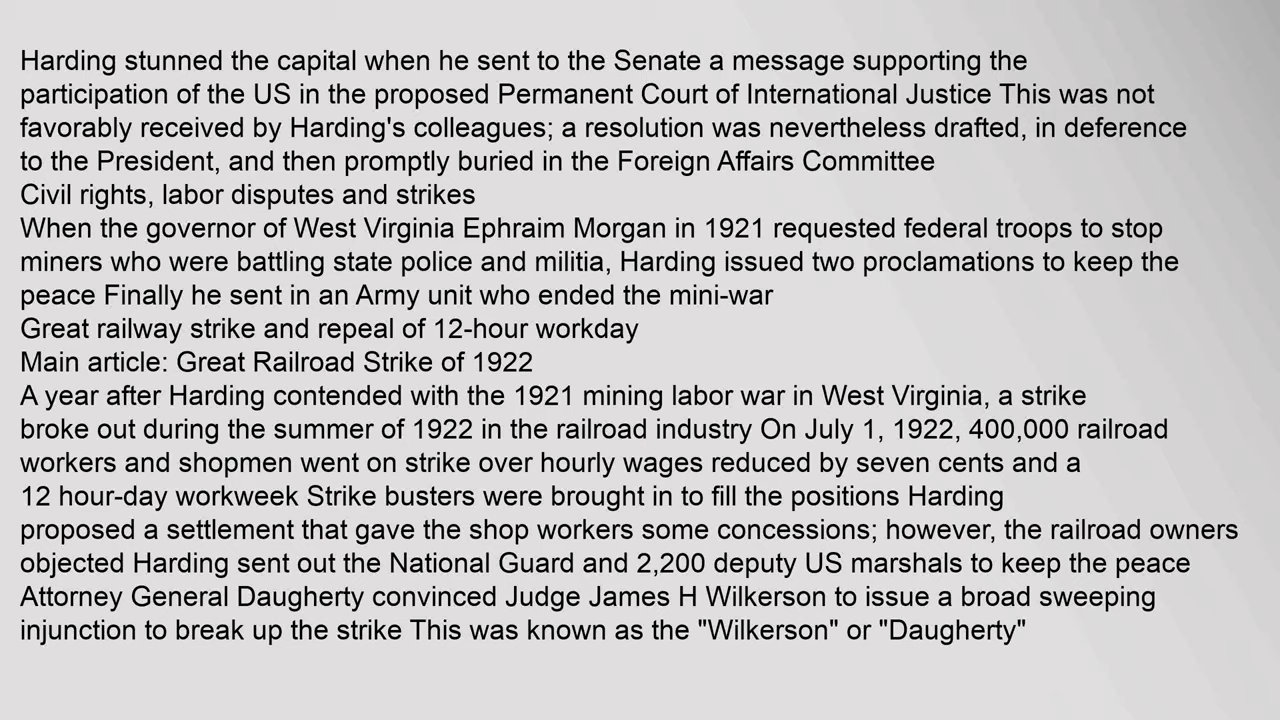 Harding stunned the capital when he sent to the Senate a message supporting the
participation of the US in the proposed Permanent Court of International Justice This was not
favorably received by Harding's colleagues; a resolution was nevertheless drafted, in deference
to the President, and then promptly buried in the Foreign Affairs Committee
Civil rights, labor disputes and strikes
When the governor of West Virginia Ephraim Morgan in 1921 requested federal troops to stop
miners who were battling state police and militia, Harding issued two proclamations to keep the
peace Finally he sent in an Army unit who ended the mini-war
Great railway strike and repeal of 12-hour workday
Main article: Great Railroad Strike of 1922
A year after Harding contended with the 1921 mining labor war in West Virginia, a strike
broke out during the summer of 1922 in the railroad industry On July 1, 1922, 400,000 railroad
workers and shopmen went on strike over hourly wages reduced by seven cents and a
12 hour-day workweek Strike busters were brought in to fill the positions Harding
proposed a settlement that gave the shop workers some concessions; however, the railroad owners
objected Harding sent out the National Guard and 2,200 deputy US marshals to keep the peace
Attorney General Daugherty convinced Judge James H Wilkerson to issue a broad sweeping
injunction to break up the strike This was known as the "Wilkerson" or "Daugherty"